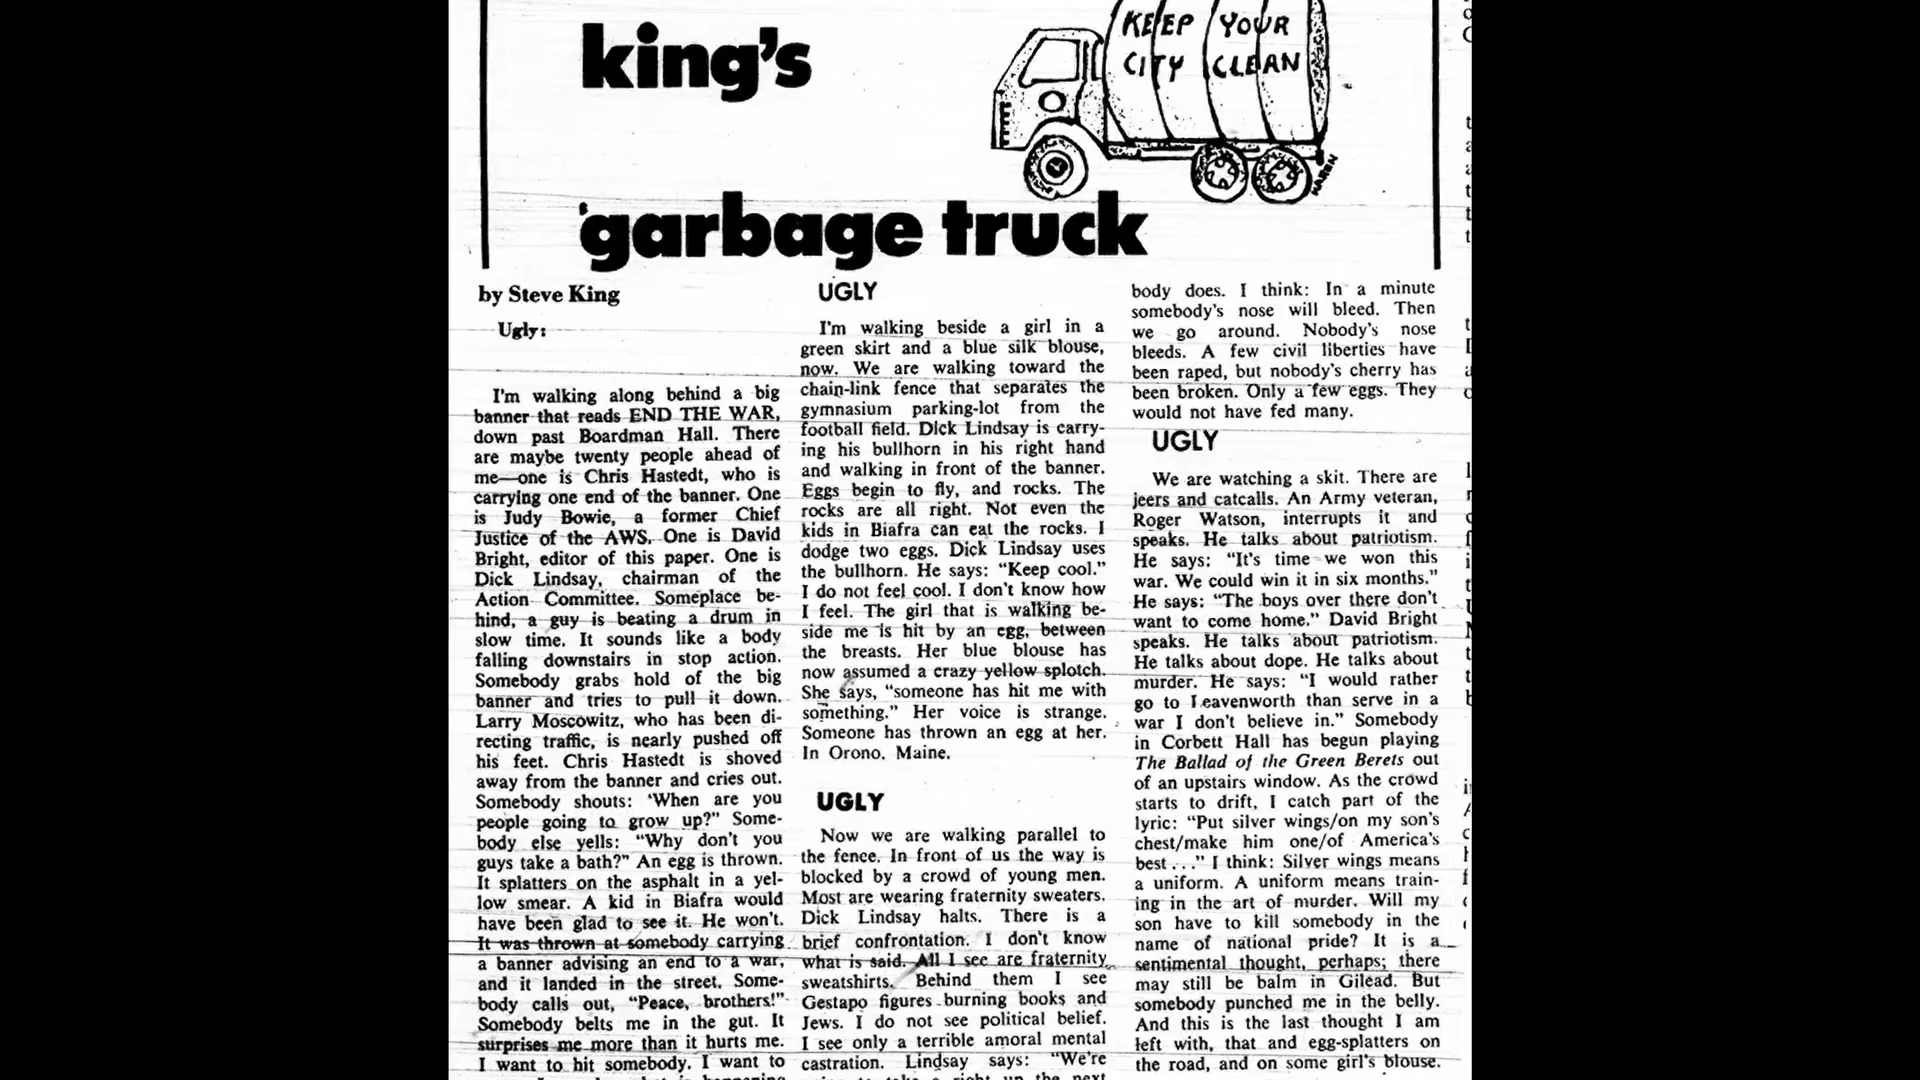 king's
KEEP YOUR
CITY CLEAN
KAREN
garbage truck
by Steve King
Ugly:
I'm walking along behind a big
banner that reads END THE WAR,
down past Boardman Hall. There
are maybe twenty people ahead of
me—one is Chris Hastedt, who is
carrying one end of the banner. One
is Judy Bowie, a former Chief
Justice of the AWS. One is David
Bright, editor of this paper. One is
Dick Lindsay, chairman of the
Action Committee. Someplace be-
hind, a guy is beating a drum in
slow time. It sounds like a body
falling downstairs in stop action.
Somebody grabs hold of the big
banner and tries to pull it down.
Larry Moscowitz, who has been di-
recting traffic, is nearly pushed off
his feet. Chris Hastedt is shoved
away from the banner and cries out.
Somebody shouts: 'When are you
people going to grow up?" Some-
body else yells: "Why don't you
guys take a bath?" An egg is thrown.
It splatters on the asphalt in a yel-
low smear. A kid in Biafra would
have been glad to see it. He won't.
It was thrown at somebody carrying
a banner advising an end to a war,
and it landed in the street. Some-
body calls out, "Peace, brothers!"
Somebody belts me in the gut. It
surprises me more than it hurts me.
I want to hit somebody. I want to
UGLY
I'm walking beside a girl in a
green skirt and a blue silk blouse,
now. We are walking toward the
chain-link fence that separates the
gymnasium parking-lot from the
football field. Dick Lindsay is carry-
ing his bullhorn in his right hand
and walking in front of the banner.
Eggs begin to fly, and rocks. The
rocks are all right. Not even the
kids in Biafra can eat the rocks. I
dodge two eggs. Dick Lindsay uses
the bullhorn. He says: "Keep cool."
I do not feel cool. I don't know how
I feel. The girl that is walking be-
side me is hit by an egg, between
the breasts. Her blue blouse has
now assumed a crazy yellow splotch.
She says, "someone has hit me with
something." Her voice is strange.
Someone has thrown an egg at her.
In Orono, Maine.
UGLY
Now we are walking parallel to
the fence. In front of us the way is
blocked by a crowd of young men.
Most are wearing fraternity sweaters.
Dick Lindsay halts. There is a
brief confrontation. I don't know
what is said. All I see are fraternity
sweatshirts. Behind them I see
Gestapo figures burning books and
Jews. I do not see political belief.
I see only a terrible amoral mental
castration. Lindsay says: "We're
going to take a right up the next
body does. I think: In a minute
somebody's nose will bleed. Then
we go around. Nobody's nose
bleeds. A few civil liberties have
been raped, but nobody's cherry has
been broken. Only a few eggs. They
would not have fed many.
UGLY
We are watching a skit. There are
jeers and catcalls. An Army veteran,
Roger Watson, interrupts it and
speaks. He talks about patriotism.
He says: "It's time we won this
war. We could win it in six months."
He says: "The boys over there don't
want to come home." David Bright
speaks. He talks about patriotism.
He talks about dope. He talks about
murder. He says: "I would rather
go to Leavenworth than serve in a
war I don't believe in." Somebody
in Corbett Hall has begun playing
The Ballad of the Green Berets out
of an upstairs window. As the crowd
starts to drift, I catch part of the
lyric: "Put silver wings/on my son's
chest/make him one/of America's
best . . ." I think: Silver wings means
a uniform. A uniform means train-
ing in the art of murder. Will my
son have to kill somebody in the
name of national pride? It is a
sentimental thought, perhaps; there
may still be balm in Gilead. But
somebody punched me in the belly.
And this is the last thought I am
left with, that and egg-splatters on
the road, and on some girl's blouse.